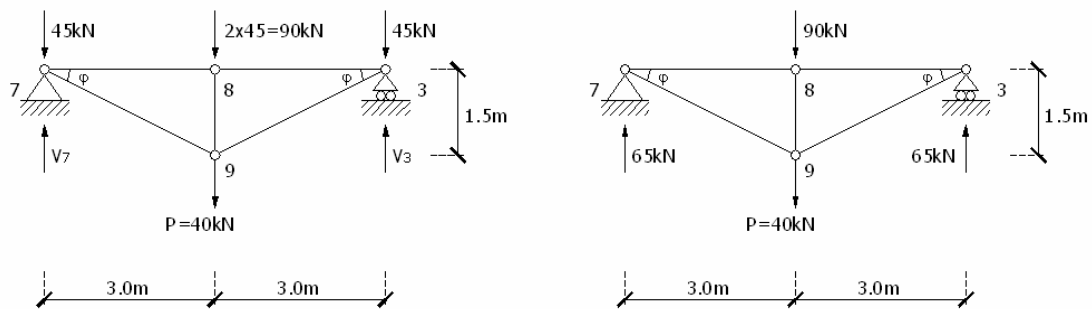 45kN 2x45=90kN 45kN
φ φ
7 8 3
1.5m
V7 V3
9
P=40kN
3.0m 3.0m
90kN
φ φ
7 8 3
1.5m
65kN 65kN
9
P=40kN
3.0m 3.0m